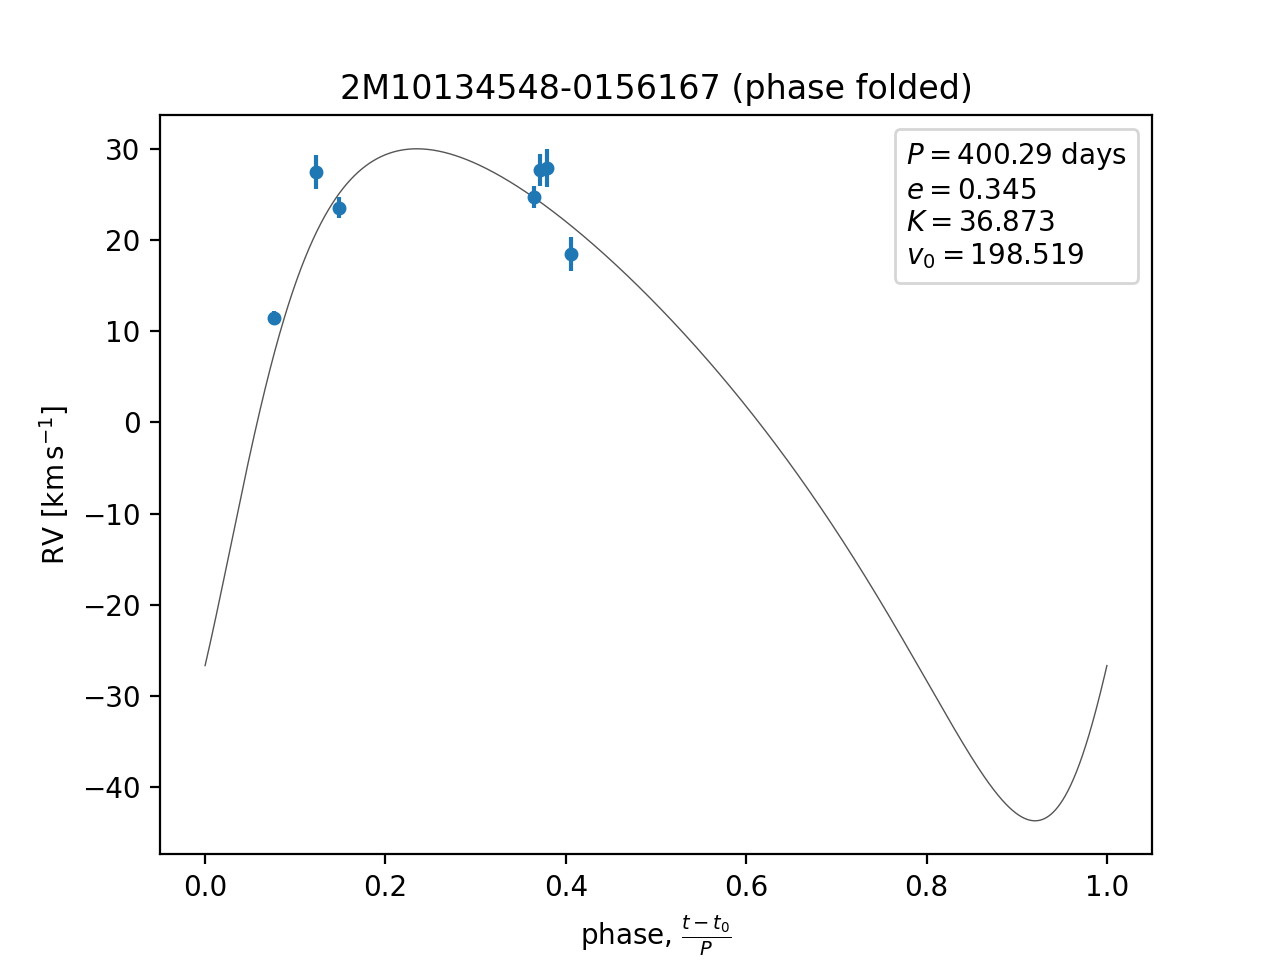 2M10134548-0156167 (phase folded)
P = 400.29 days
e = 0.345
K = 36.873
v₀ = 198.519
RV [km s⁻¹]
30
20
10
0
−10
−20
−30
−40
0.0 0.2 0.4 0.6 0.8 1.0
phase, (t − t₀)/P